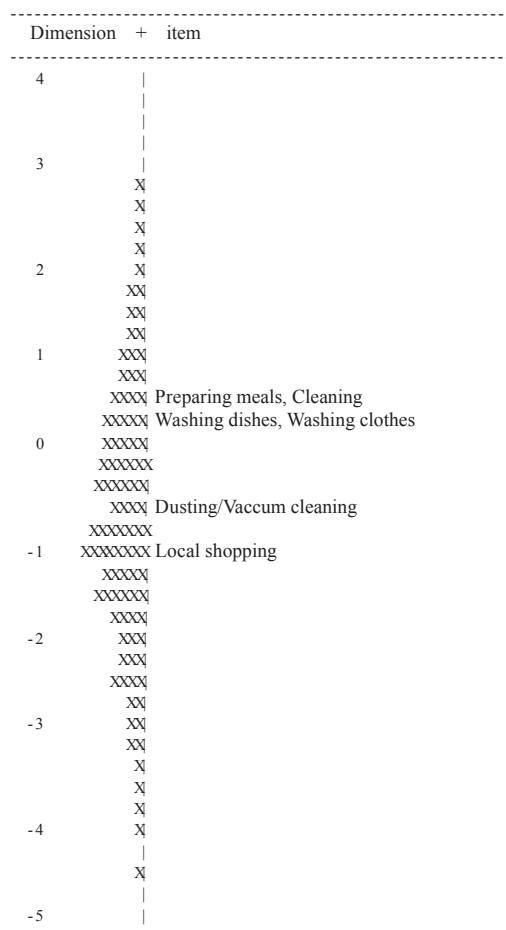 --------------------------------------------------------------
Dimension + item
--------------------------------------------------------------
4 |
|
|
|
3 |
X|
X|
X|
X|
2 X|
XX|
XX|
XX|
1 XXX|
XXX|
XXXX| Preparing meals, Cleaning
XXXXX| Washing dishes, Washing clothes
0 XXXXX|
XXXXXX
XXXXXX|
XXXX| Dusting/Vaccum cleaning
XXXXXXX
-1 XXXXXXXX Local shopping
XXXXX|
XXXXXX|
XXXX|
-2 XXX|
XXX|
XXXX|
XX|
-3 XX|
XX|
X|
X|
X|
-4 X|
|
X|
|
-5 |